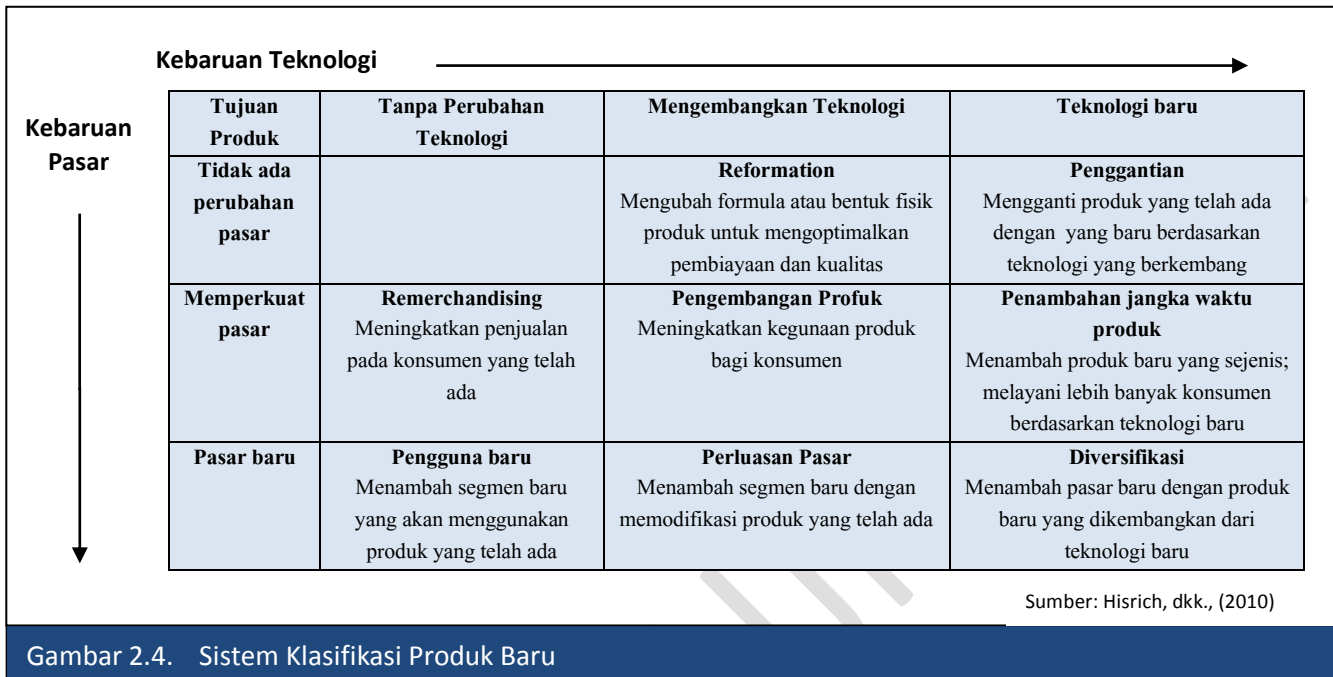 Kebaruan Teknologi
Kebaruan
Pasar
Tujuan
Produk
Tanpa Perubahan
Teknologi
Mengembangkan Teknologi
Teknologi baru
Tidak ada
perubahan
pasar
Reformation
Mengubah formula atau bentuk fisik
produk untuk mengoptimalkan
pembiayaan dan kualitas
Penggantian
Mengganti produk yang telah ada
dengan yang baru berdasarkan
teknologi yang berkembang
Memperkuat
pasar
Remerchandising
Meningkatkan penjualan
pada konsumen yang telah
ada
Pengembangan Profuk
Meningkatkan kegunaan produk
bagi konsumen
Penambahan jangka waktu
produk
Menambah produk baru yang sejenis;
melayani lebih banyak konsumen
berdasarkan teknologi baru
Pasar baru
Pengguna baru
Menambah segmen baru
yang akan menggunakan
produk yang telah ada
Perluasan Pasar
Menambah segmen baru dengan
memodifikasi produk yang telah ada
Diversifikasi
Menambah pasar baru dengan produk
baru yang dikembangkan dari
teknologi baru
Sumber: Hisrich, dkk., (2010)
Gambar 2.4. Sistem Klasifikasi Produk Baru